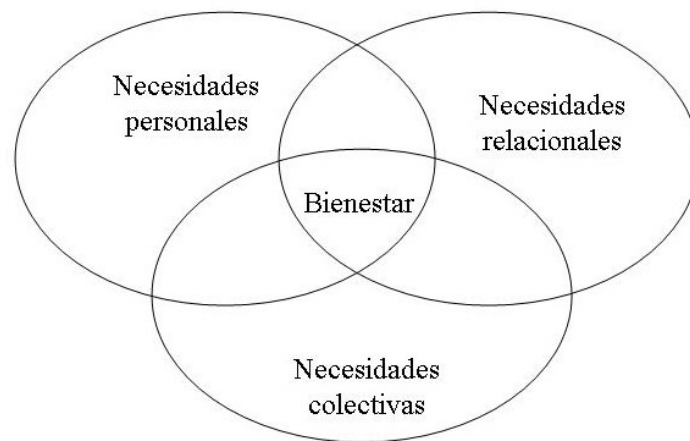 Necesidades
personales
Necesidades
relacionales
Bienestar
Necesidades
colectivas